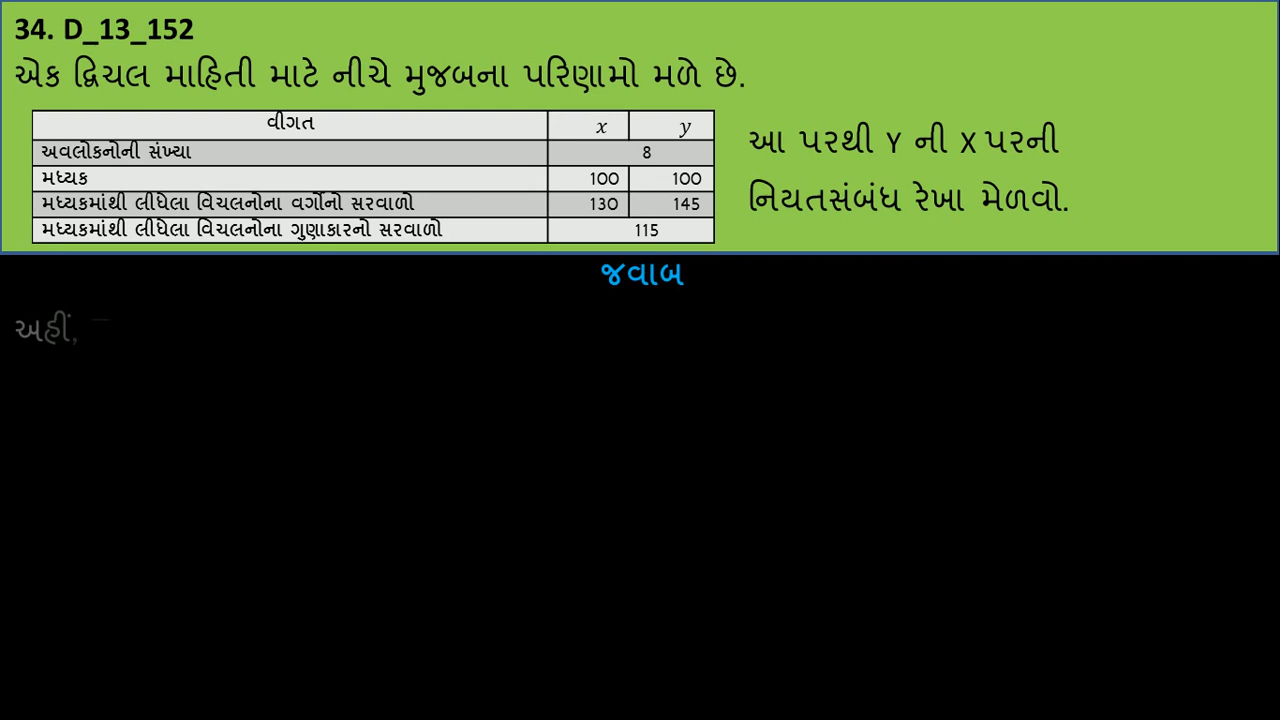 34. D_13_152
એક દ્વિચલ માહિતી માટે નીચે મુજબના પરિણામો મળે છે.
વીગત x y
અવલોકનોની સંખ્યા 8
મધ્યક 100 100
મધ્યકમાંથી લીધેલા વિચલનોના વર્ગોનો સરવાળો 130 145
મધ્યકમાંથી લીધેલા વિચલનોના ગુણાકારનો સરવાળો 115
આ પરથી Y ની X પરની
નિયતસંબંધ રેખા મેળવો.
જવાબ
અહીં,